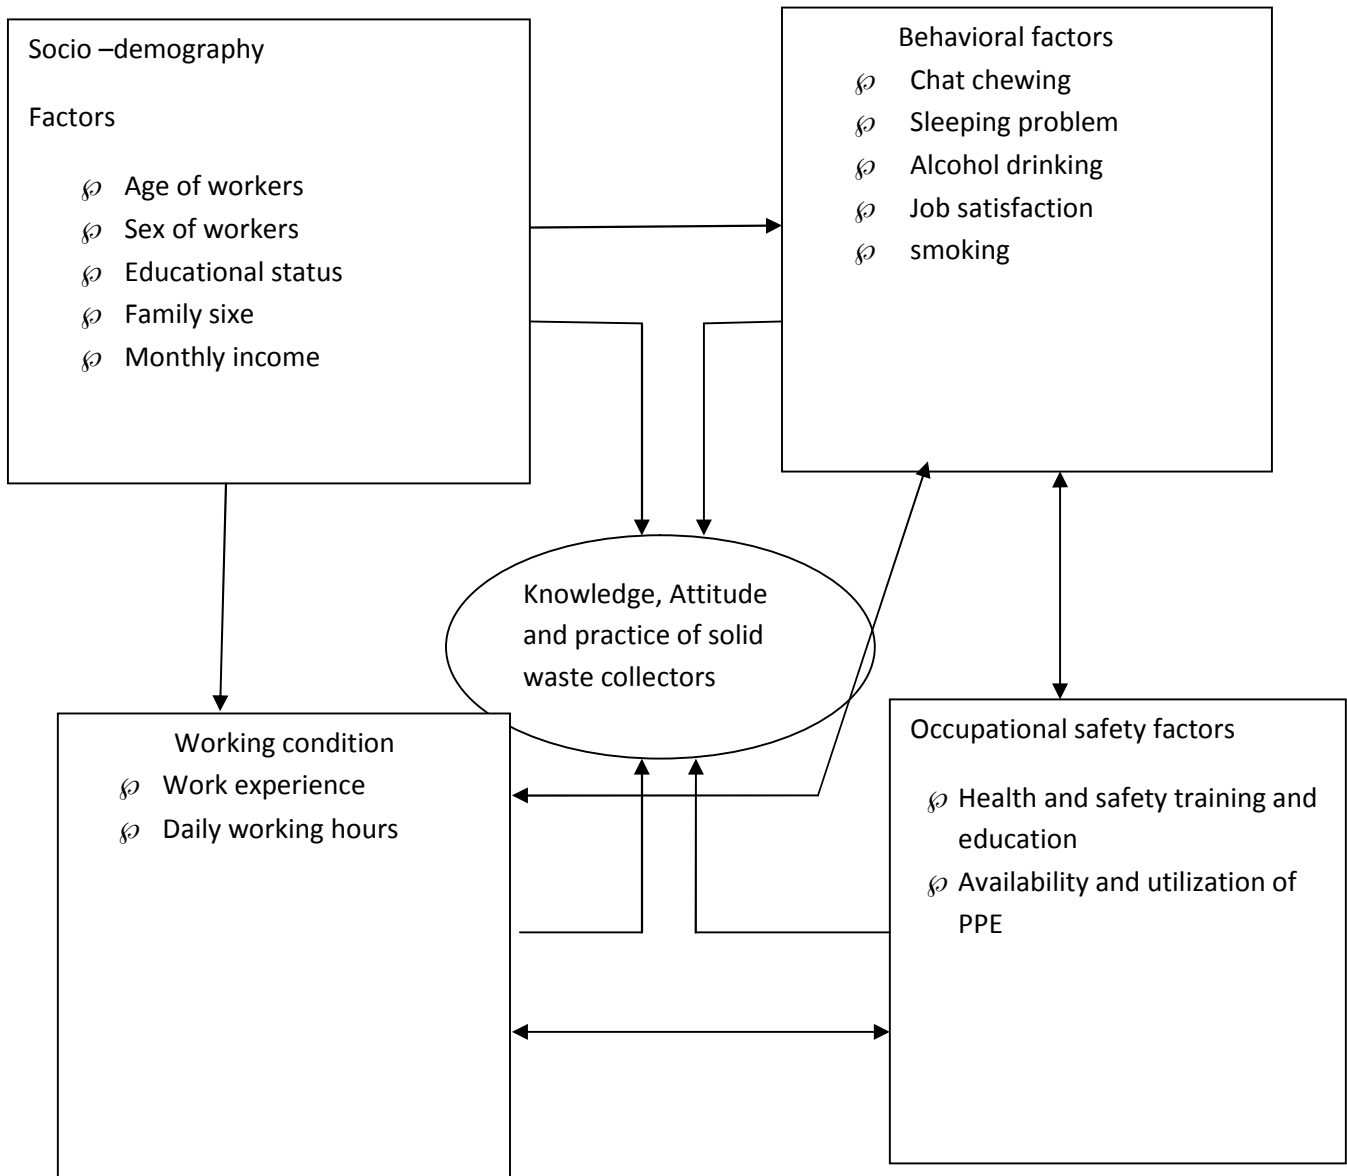 Socio –demography
Factors
℘ Age of workers
℘ Sex of workers
℘ Educational status
℘ Family sixe
℘ Monthly income
Behavioral factors
℘ Chat chewing
℘ Sleeping problem
℘ Alcohol drinking
℘ Job satisfaction
℘ smoking
Knowledge, Attitude
and practice of solid
waste collectors
Working condition
℘ Work experience
℘ Daily working hours
Occupational safety factors
℘ Health and safety training and
education
℘ Availability and utilization of
PPE